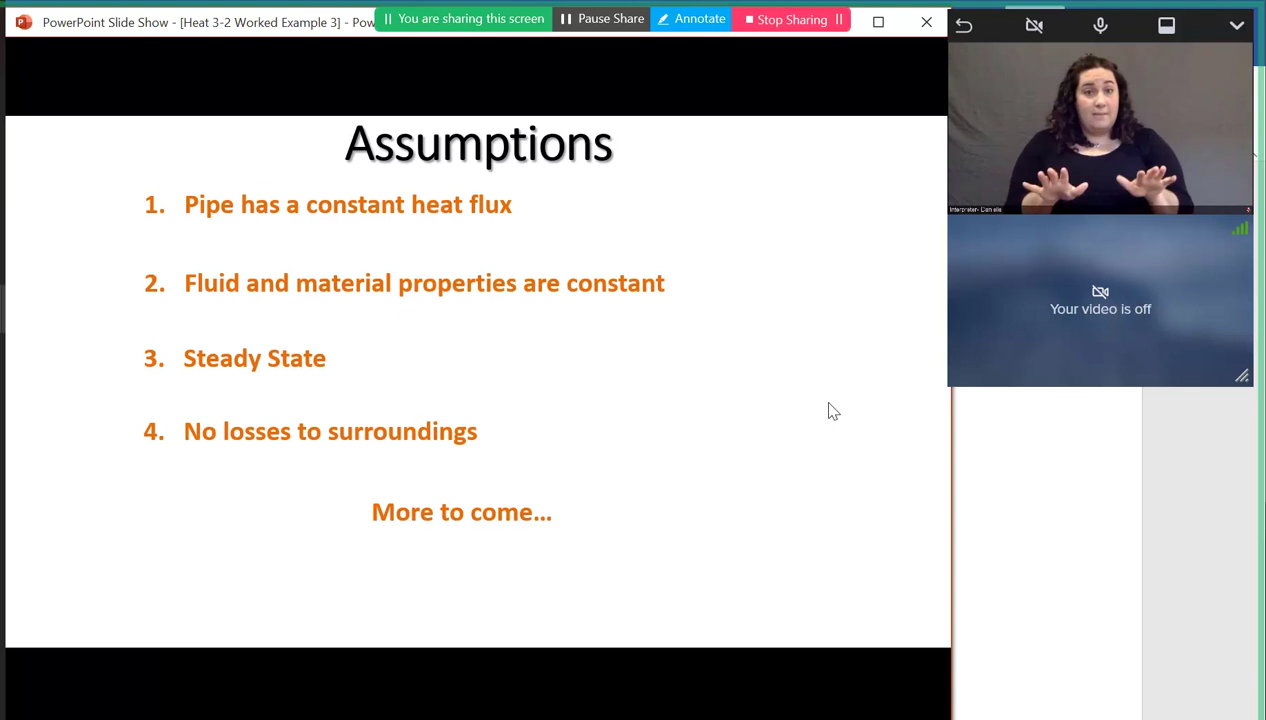 PowerPoint Slide Show - [Heat 3-2 Worked Example 3] - Pow
You are sharing this screen
Pause Share
Annotate
Stop Sharing
Assumptions
1. Pipe has a constant heat flux
2. Fluid and material properties are constant
3. Steady State
4. No losses to surroundings
More to come…
Interpreter- Danielle
Your video is off